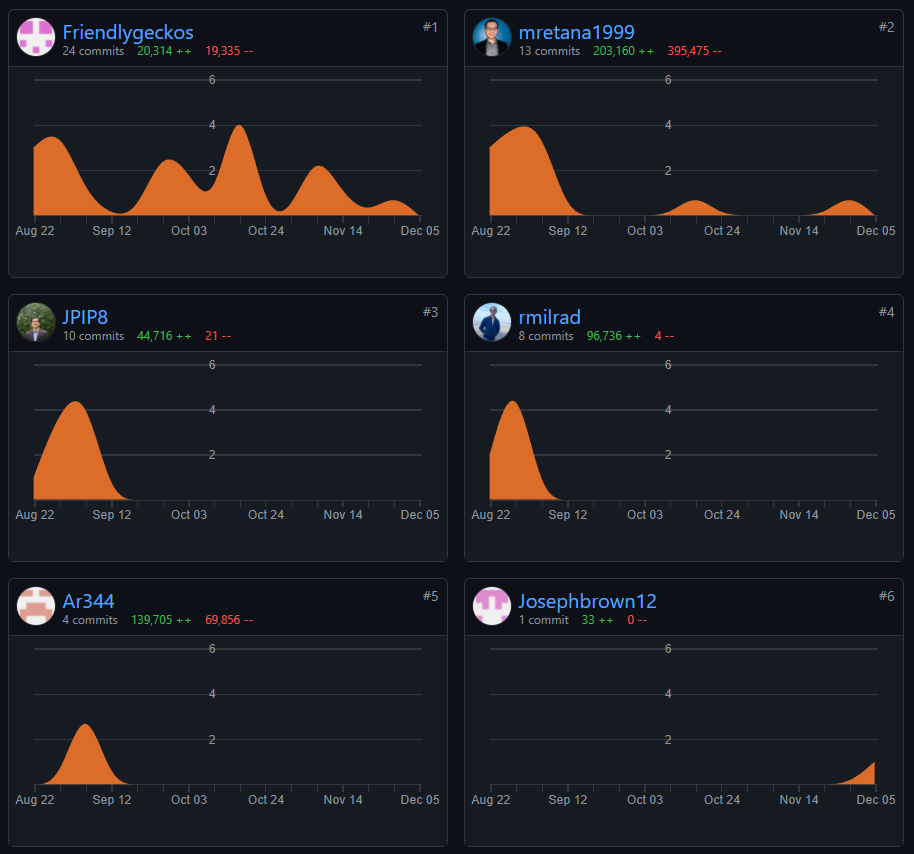 Friendlygeckos #1
24 commits 20,314 ++ 19,335 --
6
4
2
Aug 22 Sep 12 Oct 03 Oct 24 Nov 14 Dec 05
mretana1999 #2
13 commits 203,160 ++ 395,475 --
6
4
2
Aug 22 Sep 12 Oct 03 Oct 24 Nov 14 Dec 05
JPIP8 #3
10 commits 44,716 ++ 21 --
6
4
2
Aug 22 Sep 12 Oct 03 Oct 24 Nov 14 Dec 05
rmilrad #4
8 commits 96,736 ++ 4 --
6
4
2
Aug 22 Sep 12 Oct 03 Oct 24 Nov 14 Dec 05
Ar344 #5
4 commits 139,705 ++ 69,856 --
6
4
2
Aug 22 Sep 12 Oct 03 Oct 24 Nov 14 Dec 05
Josephbrown12 #6
1 commit 33 ++ 0 --
6
4
2
Aug 22 Sep 12 Oct 03 Oct 24 Nov 14 Dec 05